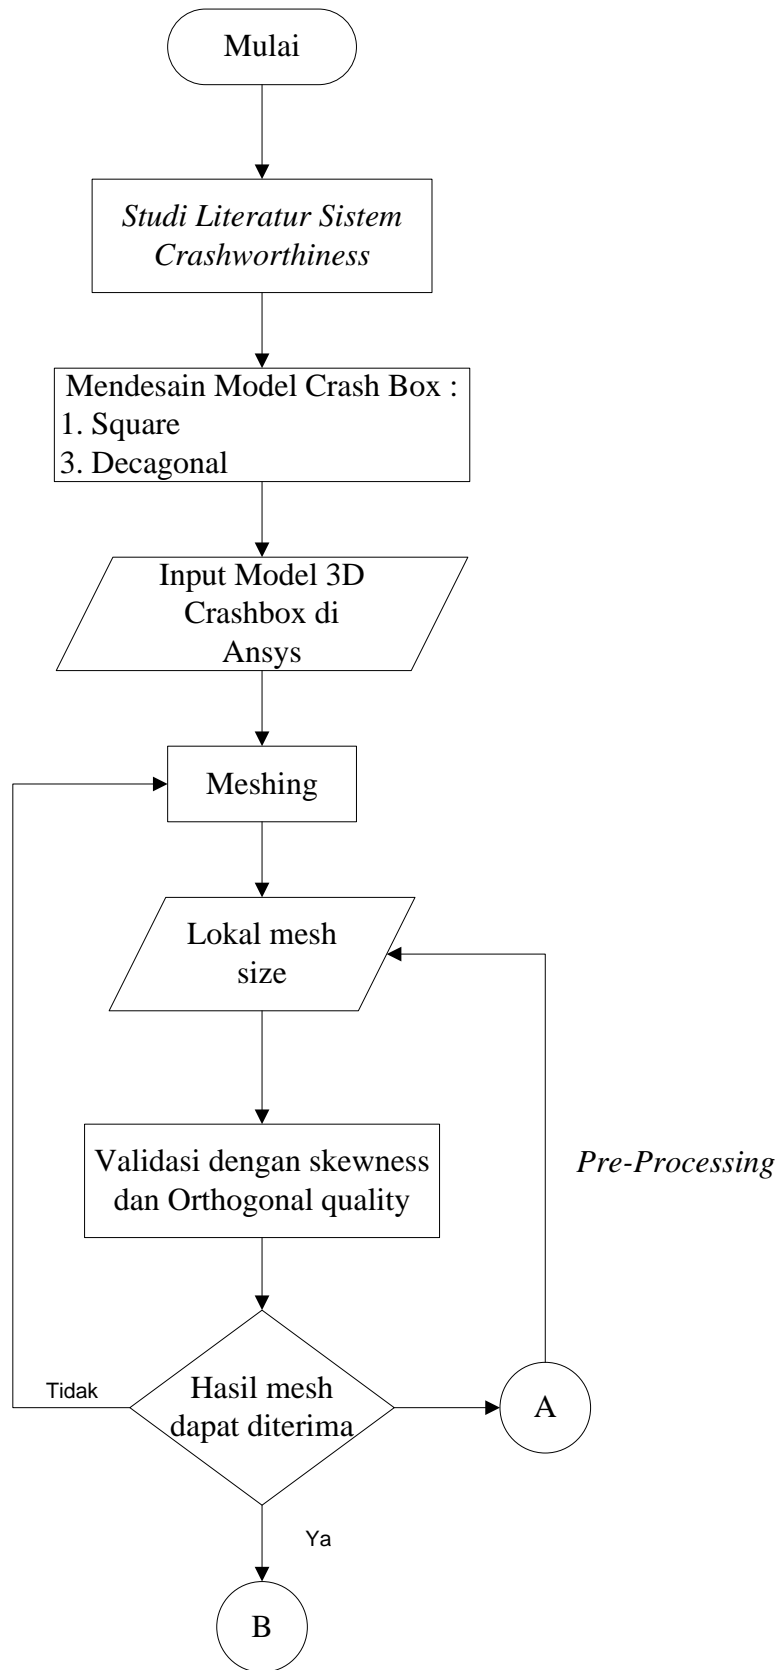 Mulai
Studi Literatur Sistem
Crashworthiness
Mendesain Model Crash Box :
1. Square
3. Decagonal
Input Model 3D
Crashbox di
Ansys
Meshing
Lokal mesh
size
Validasi dengan skewness
dan Orthogonal quality
Pre-Processing
Tidak
Hasil mesh
dapat diterima
A
Ya
B